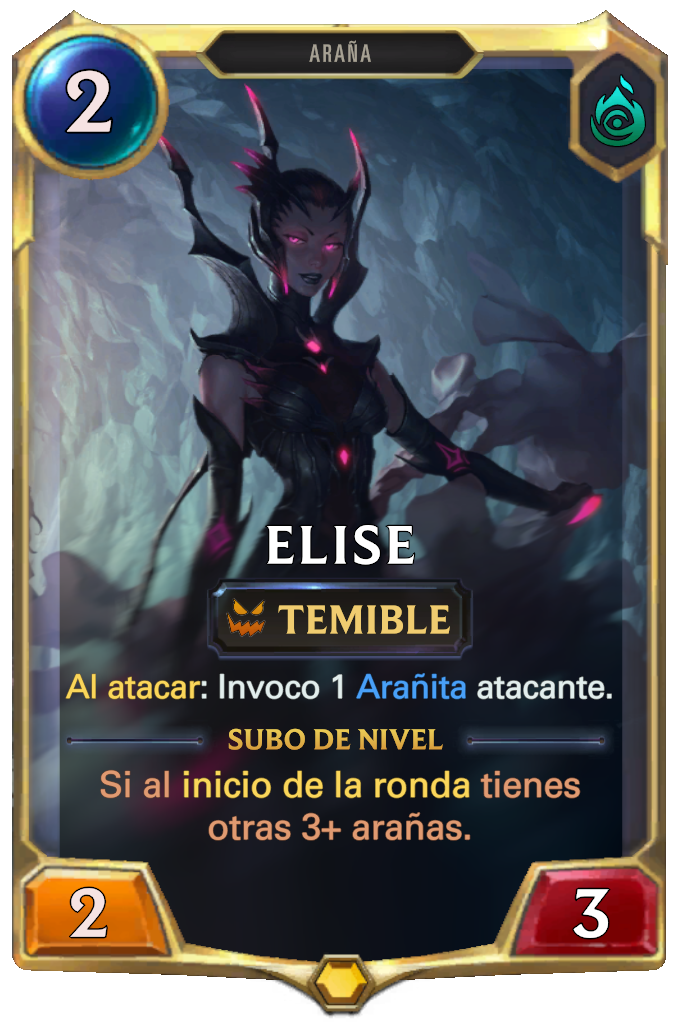 ARAÑA
2
ELISE
TEMIBLE
Al atacar: Invoco 1 Arañita atacante.
SUBO DE NIVEL
Si al inicio de la ronda tienes
otras 3+ arañas.
2
3